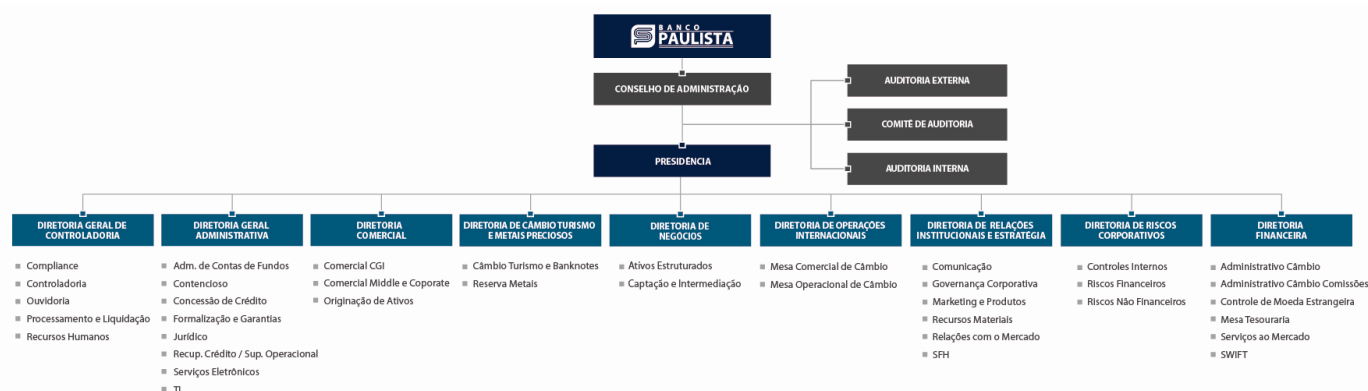 BANCO
PAULISTA
CONSELHO DE ADMINISTRAÇÃO
AUDITORIA EXTERNA
COMITÊ DE AUDITORIA
PRESIDÊNCIA
AUDITORIA INTERNA
DIRETORIA GERAL DE
CONTROLADORIA
Compliance
Controladoria
Ouvidoria
Processamento e Liquidação
Recursos Humanos
DIRETORIA GERAL
ADMINISTRATIVA
Adm. de Contas de Fundos
Contencioso
Concessão de Crédito
Formalização e Garantias
Jurídico
Recup. Crédito / Sup. Operacional
Serviços Eletrônicos
TI
DIRETORIA
COMERCIAL
Comercial CGI
Comercial Middle e Coporate
Originação de Ativos
DIRETORIA DE CÂMBIO TURISMO
E METAIS PRECIOSOS
Câmbio Turismo e Banknotes
Reserva Metais
DIRETORIA DE
NEGÓCIOS
Ativos Estruturados
Captação e Intermediação
DIRETORIA DE OPERAÇÕES
INTERNACIONAIS
Mesa Comercial de Câmbio
Mesa Operacional de Câmbio
DIRETORIA DE RELAÇÕES
INSTITUCIONAIS E ESTRATÉGIA
Comunicação
Governança Corporativa
Marketing e Produtos
Recursos Materiais
Relações com o Mercado
SFH
DIRETORIA DE RISCOS
CORPORATIVOS
Controles Internos
Riscos Financeiros
Riscos Não Financeiros
DIRETORIA
FINANCEIRA
Administrativo Câmbio
Administrativo Câmbio Comissões
Controle de Moeda Estrangeira
Mesa Tesouraria
Serviços ao Mercado
SWIFT